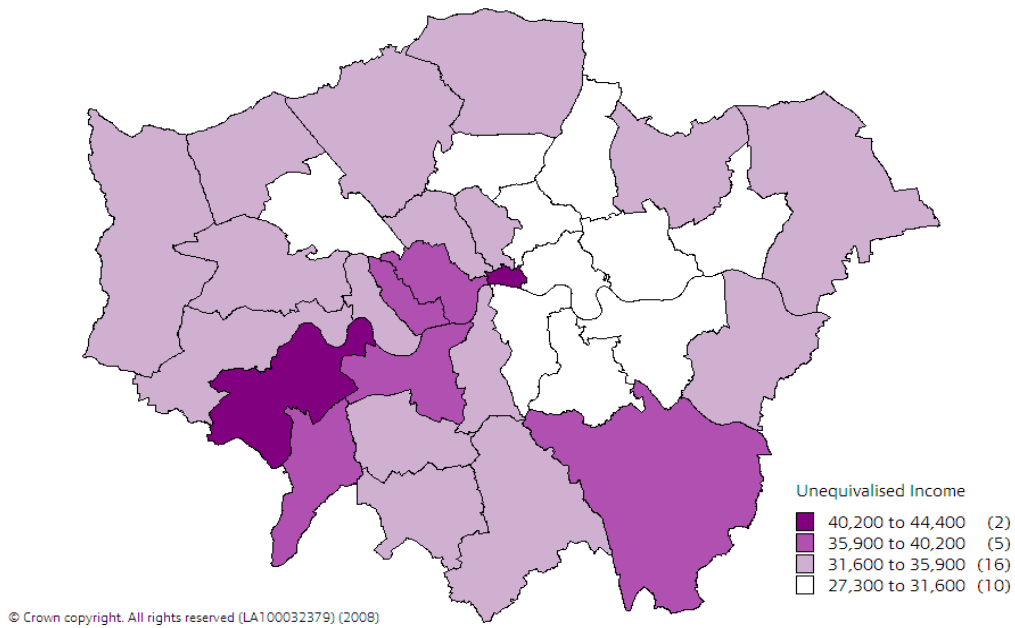 Unequivalised Income
40,200 to 44,400 (2)
35,900 to 40,200 (5)
31,600 to 35,900 (16)
27,300 to 31,600 (10)
© Crown copyright. All rights reserved (LA100032379) (2008)